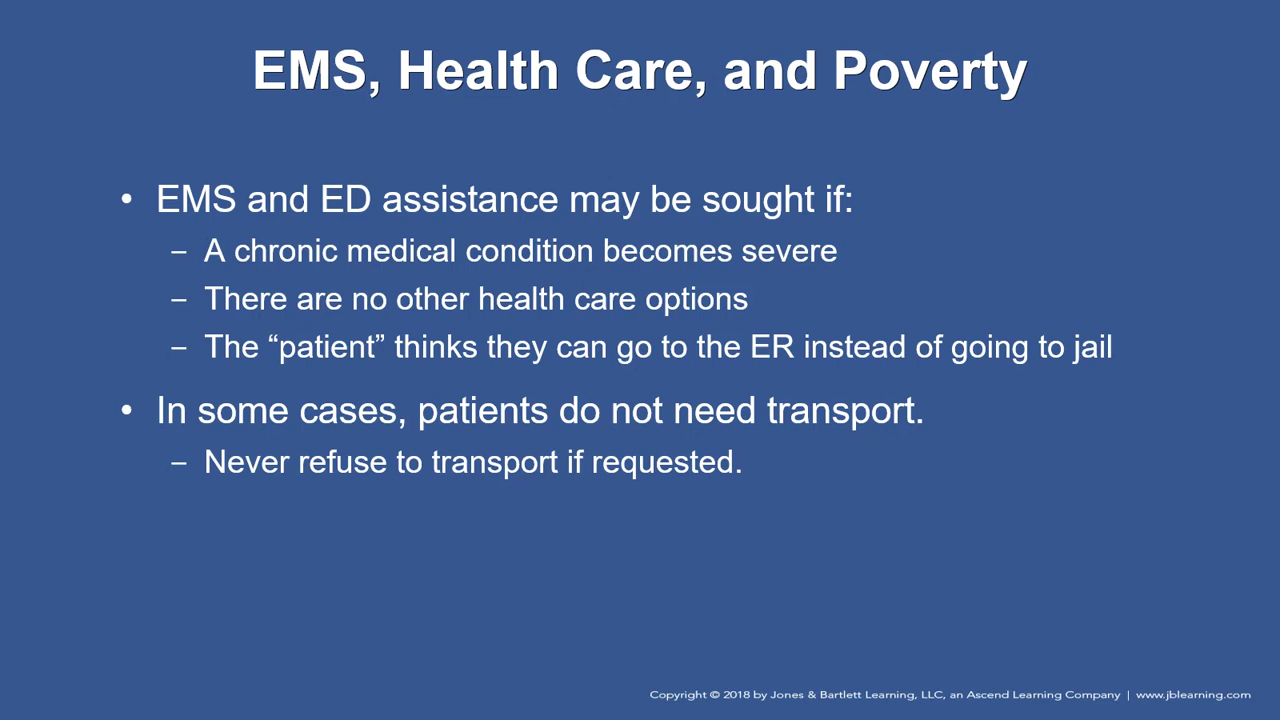 EMS, Health Care, and Poverty
• EMS and ED assistance may be sought if:
– A chronic medical condition becomes severe
– There are no other health care options
– The “patient” thinks they can go to the ER instead of going to jail
• In some cases, patients do not need transport.
– Never refuse to transport if requested.
Copyright © 2018 by Jones & Bartlett Learning, LLC, an Ascend Learning Company | www.jblearning.com